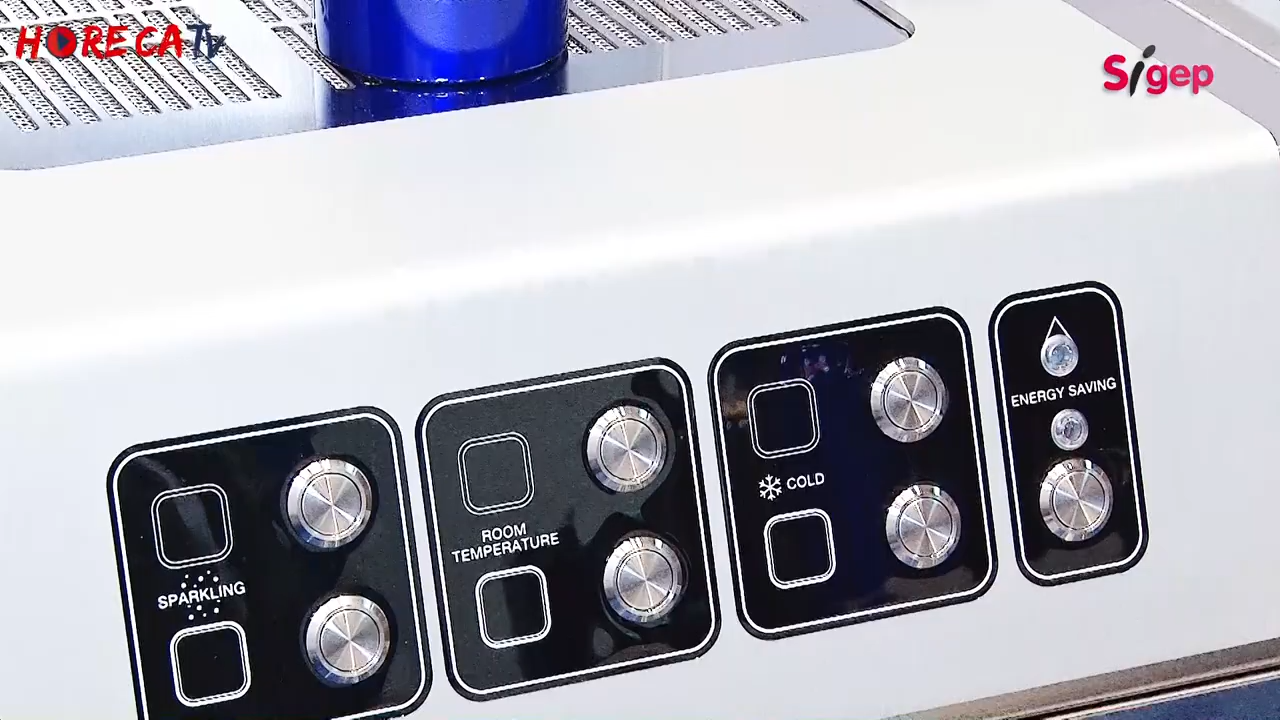 HORECATV
Sigep
SPARKLING
ROOM
TEMPERATURE
COLD
ENERGY SAVING